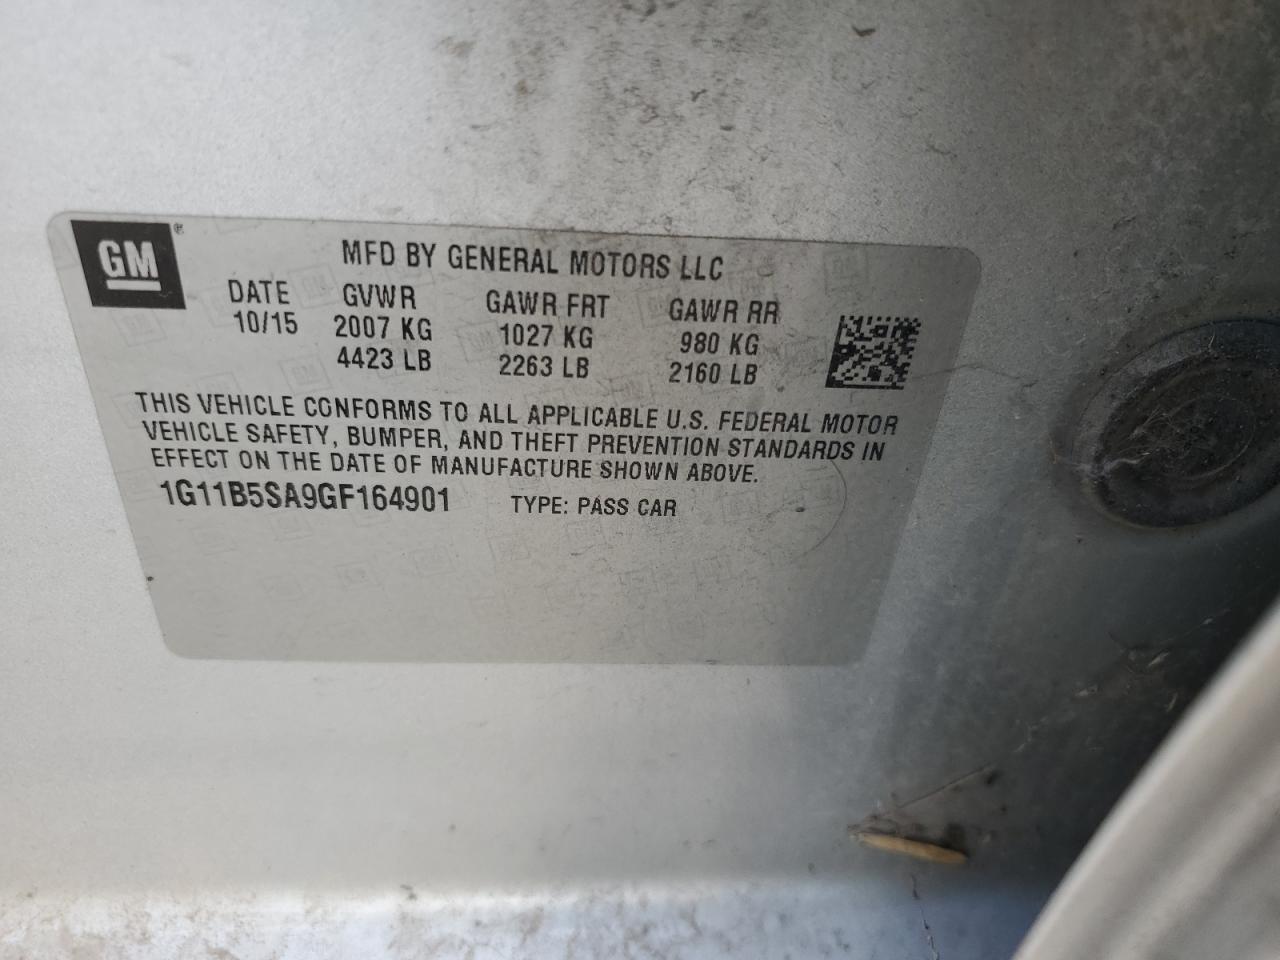 GM®
MFD BY GENERAL MOTORS LLC
DATE GVWR GAWR FRT GAWR RR
10/15 2007 KG 1027 KG 980 KG
4423 LB 2263 LB 2160 LB
THIS VEHICLE CONFORMS TO ALL APPLICABLE U.S. FEDERAL MOTOR
VEHICLE SAFETY, BUMPER, AND THEFT PREVENTION STANDARDS IN
EFFECT ON THE DATE OF MANUFACTURE SHOWN ABOVE.
1G11B5SA9GF164901 TYPE: PASS CAR